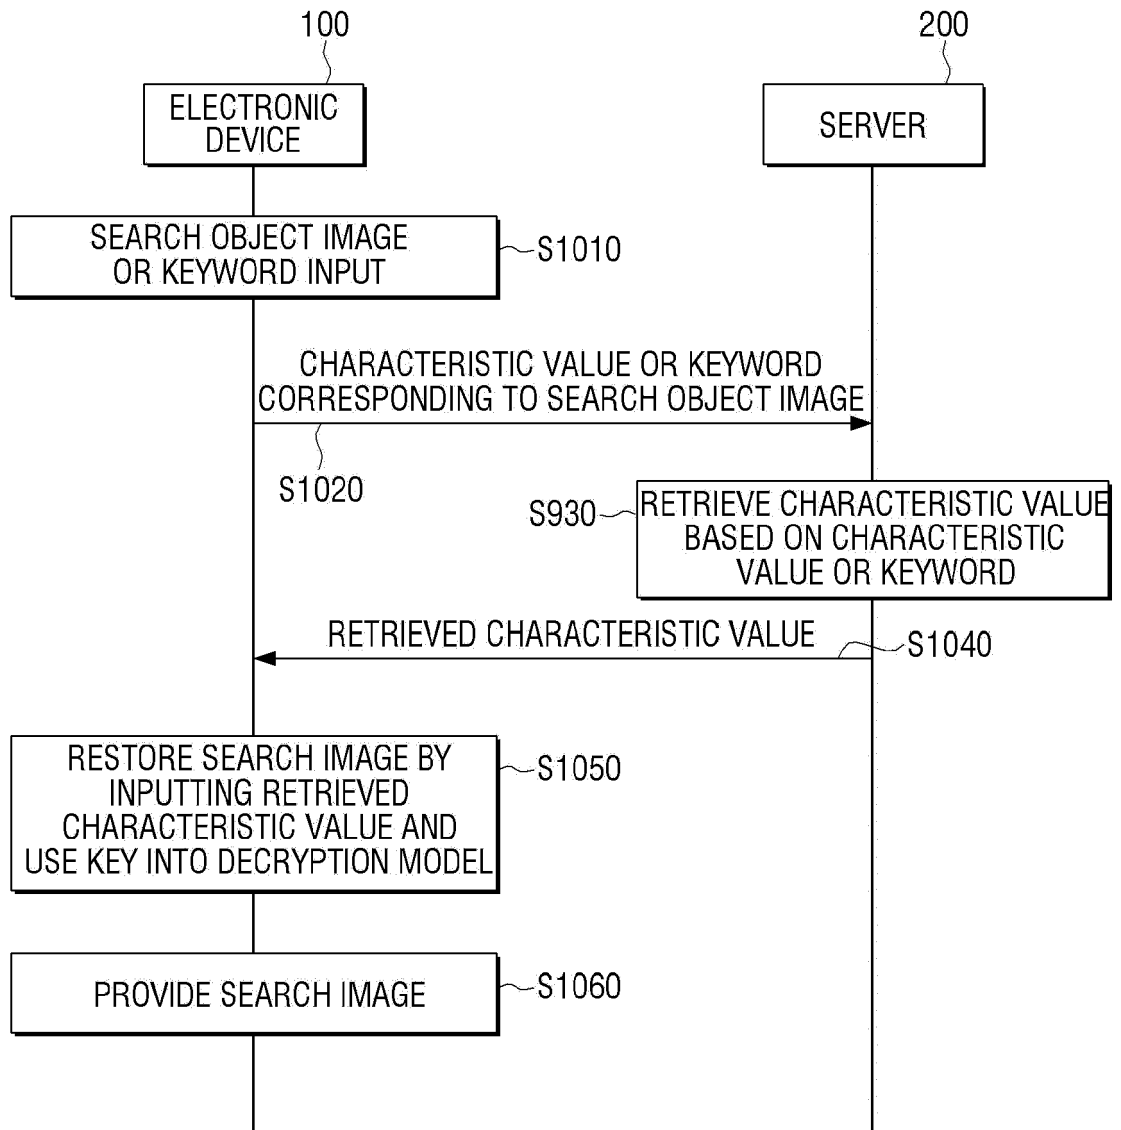 100
200
ELECTRONIC
DEVICE
SERVER
SEARCH OBJECT IMAGE
OR KEYWORD INPUT
S1010
CHARACTERISTIC VALUE OR KEYWORD
CORRESPONDING TO SEARCH OBJECT IMAGE
S1020
S930
RETRIEVE CHARACTERISTIC VALUE
BASED ON CHARACTERISTIC
VALUE OR KEYWORD
RETRIEVED CHARACTERISTIC VALUE
S1040
RESTORE SEARCH IMAGE BY
INPUTTING RETRIEVED
CHARACTERISTIC VALUE AND
USE KEY INTO DECRYPTION MODEL
S1050
PROVIDE SEARCH IMAGE
S1060